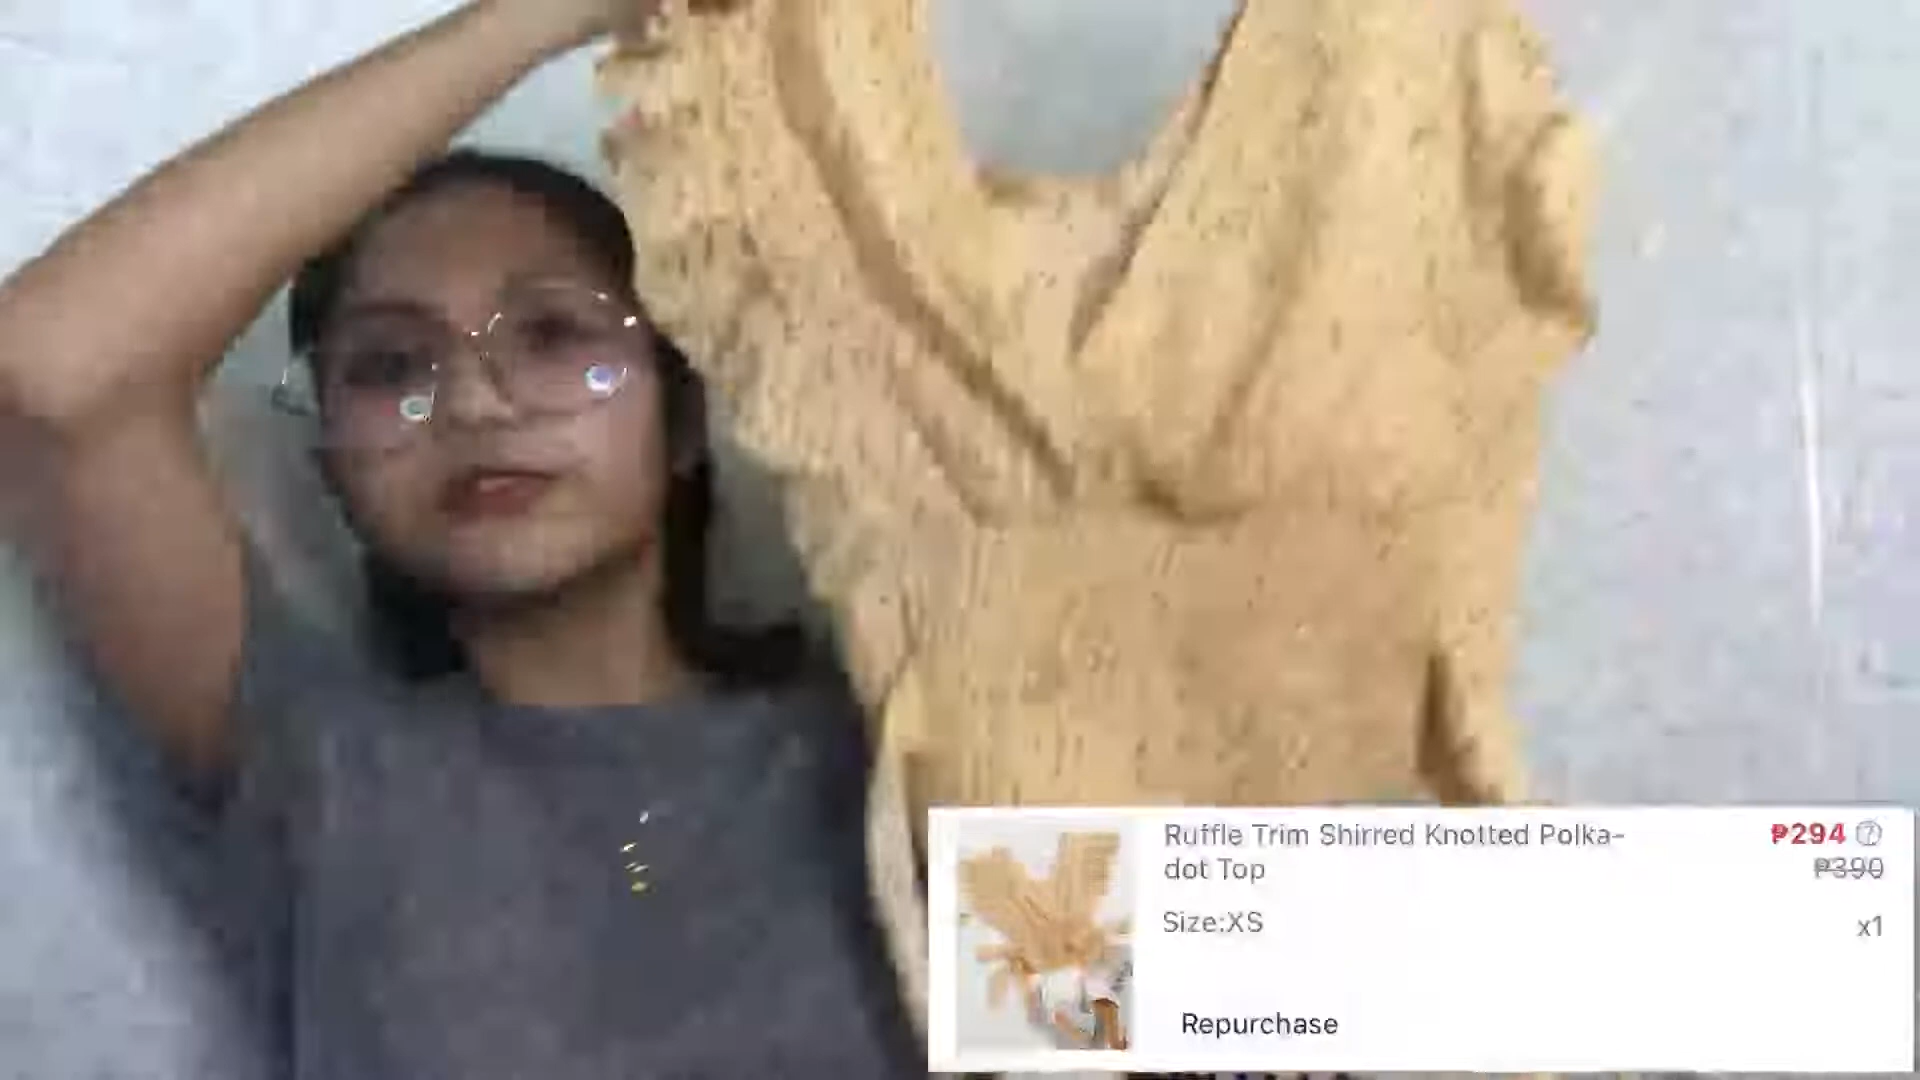 Ruffle Trim Shirred Knotted Polka-
dot Top
₱294
₱390
Size:XS
x1
Repurchase